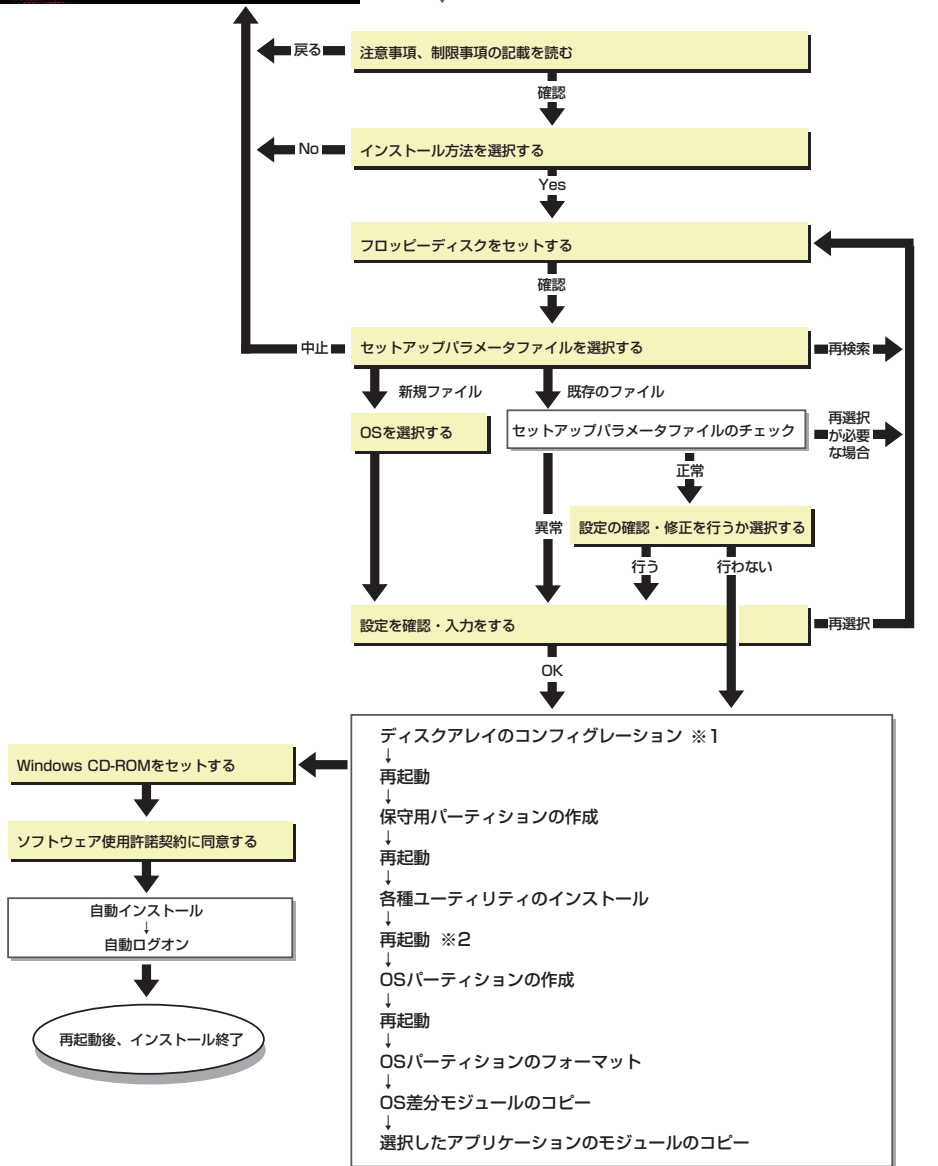 戻る
注意事項、制限事項の記載を読む
確認
No
インストール方法を選択する
Yes
フロッピーディスクをセットする
確認
中止
セットアップパラメータファイルを選択する
再検索
新規ファイル
既存のファイル
OSを選択する
セットアップパラメータファイルのチェック
再選択
が必要
な場合
正常
異常
設定の確認・修正を行うか選択する
行う
行わない
設定を確認・入力をする
再選択
OK
ディスクアレイのコンフィグレーション ※1
↓
再起動
↓
保守用パーティションの作成
↓
再起動
↓
各種ユーティリティのインストール
↓
再起動 ※2
↓
OSパーティションの作成
↓
再起動
↓
OSパーティションのフォーマット
↓
OS差分モジュールのコピー
↓
選択したアプリケーションのモジュールのコピー
Windows CD-ROMをセットする
ソフトウェア使用許諾契約に同意する
自動インストール
↓
自動ログオン
再起動後、インストール終了